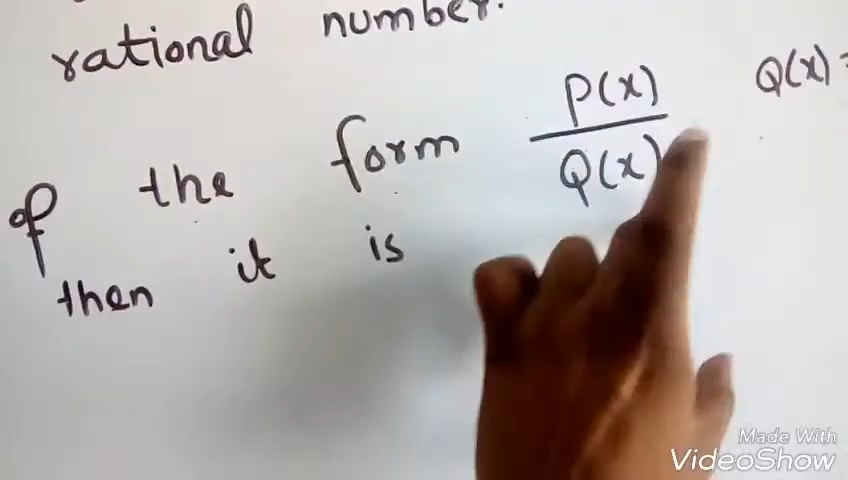 rational number.
of the form P(x)/Q(x) Q(x)
then it is
Made With
VideoShow